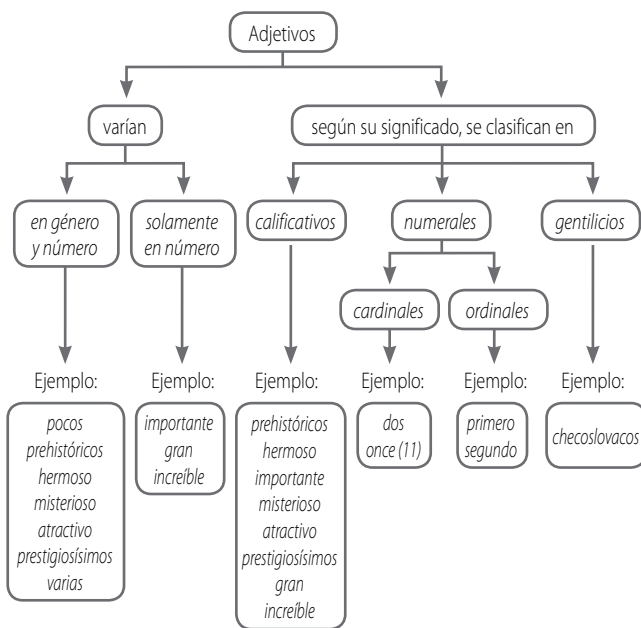 Adjetivos
varían
según su significado, se clasifican en
en género
y número
solamente
en número
calificativos
numerales
gentilicios
cardinales
ordinales
Ejemplo:
pocos
prehistóricos
hermoso
misterioso
atractivo
prestigiosísimos
varias
Ejemplo:
importante
gran
increíble
Ejemplo:
prehistóricos
hermoso
importante
misterioso
atractivo
prestigiosísimos
gran
increíble
Ejemplo:
dos
once (11)
Ejemplo:
primero
segundo
Ejemplo:
checoslovacos